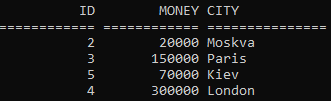 ID MONEY CITY
============ ============ ===============
2 20000 Moskva
3 150000 Paris
5 70000 Kiev
4 300000 London